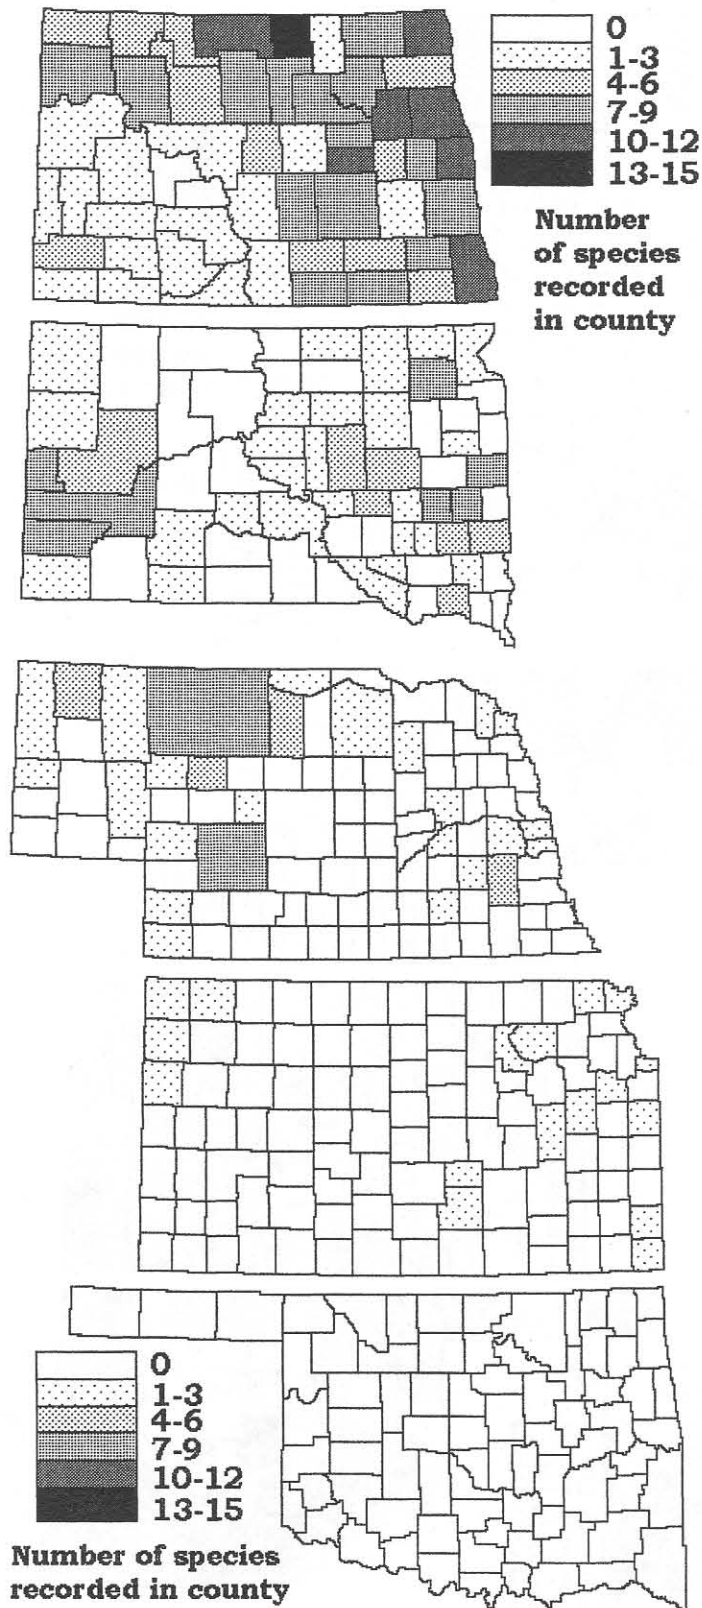 0
1-3
4-6
7-9
10-12
13-15
Number
of species
recorded
in county
0
1-3
4-6
7-9
10-12
13-15
Number of species
recorded in county